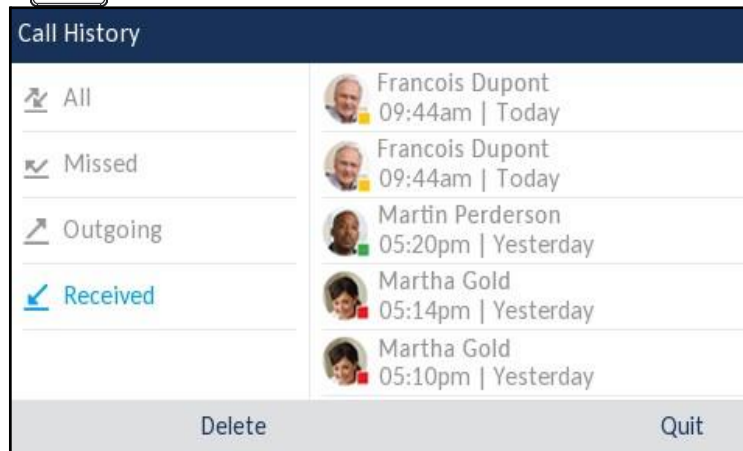 Call History
All
Missed
Outgoing
Received
Francois Dupont
09:44am | Today
Francois Dupont
09:44am | Today
Martin Perderson
05:20pm | Yesterday
Martha Gold
05:14pm | Yesterday
Martha Gold
05:10pm | Yesterday
Delete
Quit